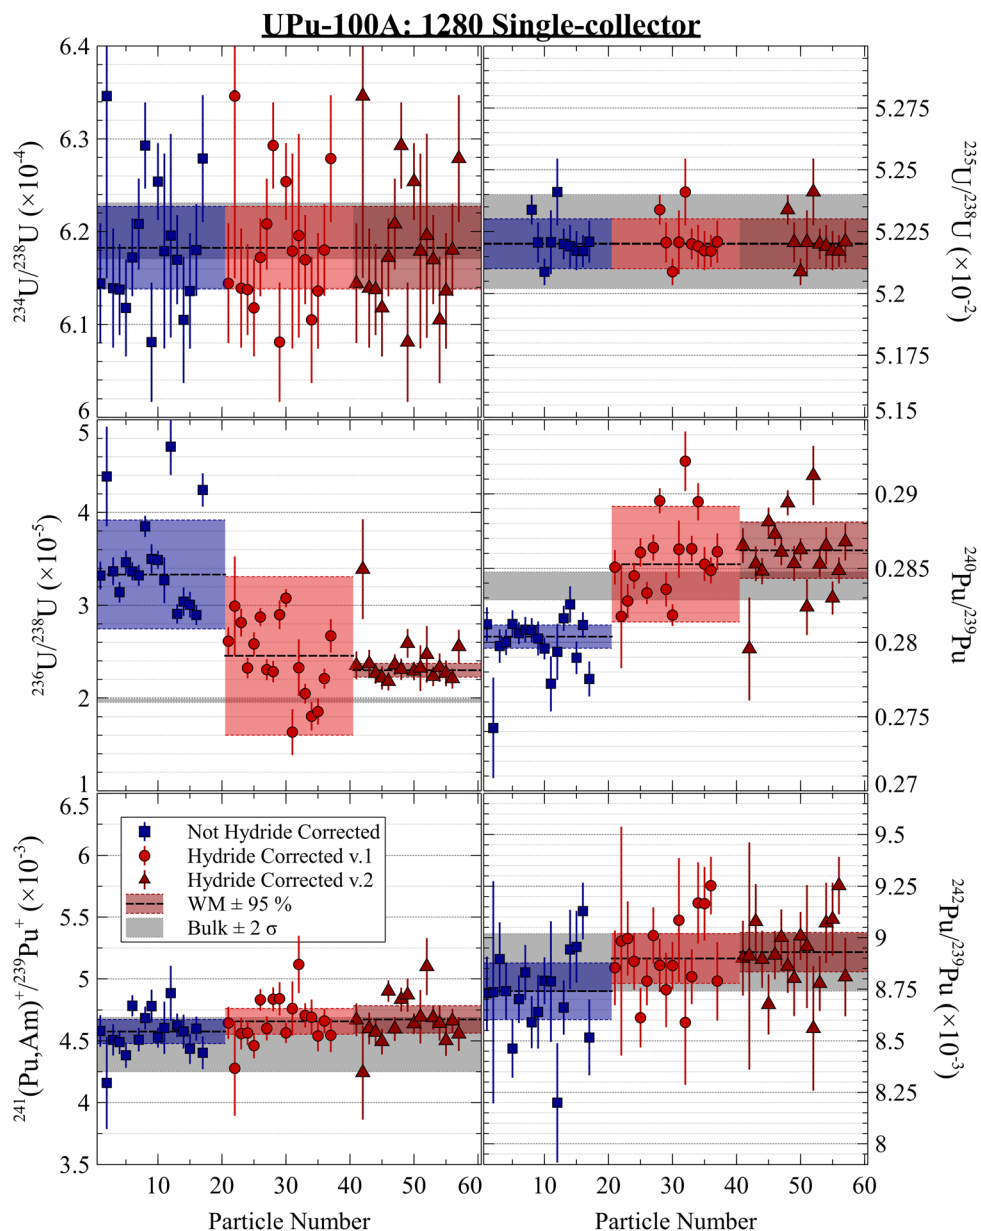 UPu-100A: 1280 Single-collector
6.4
6.3
6.2
6.1
6
²³⁴U/²³⁸U (×10⁻⁴)
5.275
5.25
5.225
5.2
5.175
5.15
²³⁵U/²³⁸U (×10⁻²)
5
4
3
2
1
²³⁶U/²³⁸U (×10⁻⁵)
0.29
0.285
0.28
0.275
0.27
²⁴⁰Pu/²³⁹Pu
6.5
6
5.5
5
4.5
4
3.5
²⁴¹(Pu,Am)⁺/²³⁹Pu⁺ (×10⁻³)
Not Hydride Corrected
Hydride Corrected v.1
Hydride Corrected v.2
WM ± 95 %
Bulk ± 2 σ
9.5
9.25
9
8.75
8.5
8.25
8
²⁴²Pu/²³⁹Pu (×10⁻³)
10 20 30 40 50 60
10 20 30 40 50 60
Particle Number
Particle Number